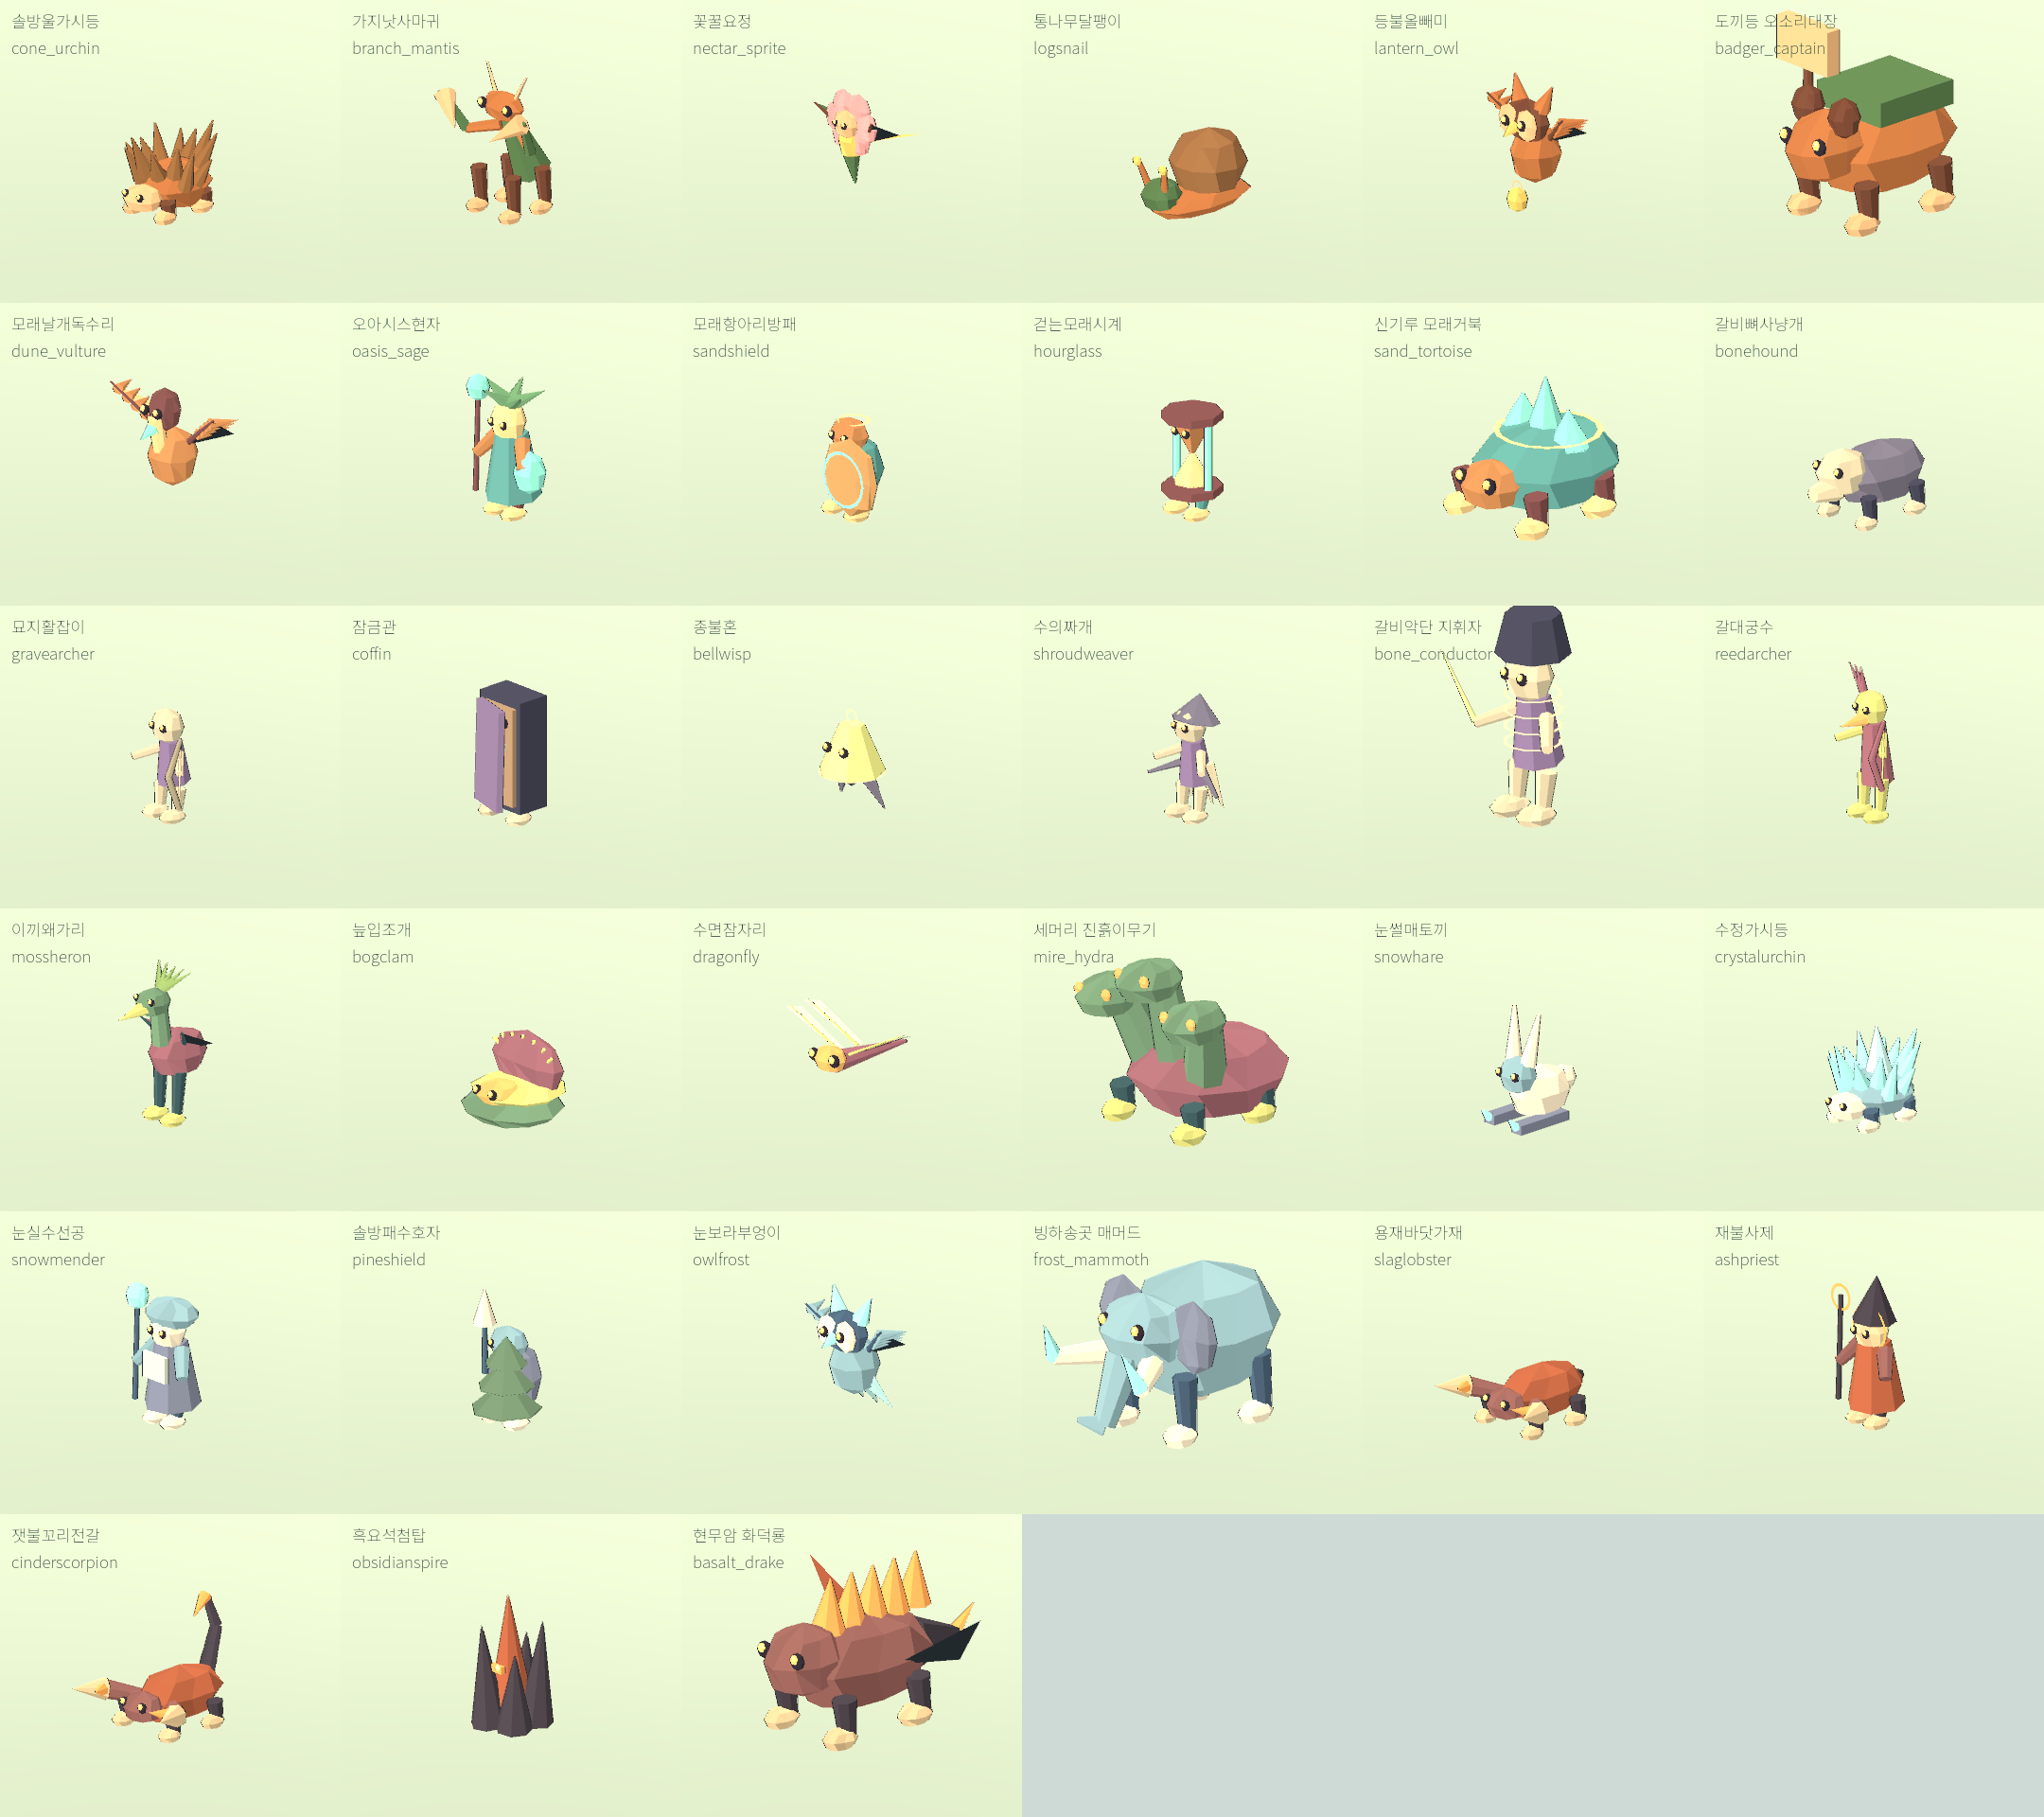 솔방울가시등
cone_urchin
가지낫사마귀
branch_mantis
꽃꿀요정
nectar_sprite
통나무달팽이
logsnail
등불올빼미
lantern_owl
도끼등 오소리대장
badger_captain
모래날개독수리
dune_vulture
오아시스현자
oasis_sage
모래항아리방패
sandshield
걷는모래시계
hourglass
신기루 모래거북
sand_tortoise
갈비뼈사냥개
bonehound
묘지활잡이
gravearcher
잠금관
coffin
종불혼
bellwisp
수의짜개
shroudweaver
갈비악단 지휘자
bone_conductor
갈대궁수
reedarcher
이끼왜가리
mossheron
늪입조개
bogclam
수면잠자리
dragonfly
세머리 진흙이무기
mire_hydra
눈썰매토끼
snowhare
수정가시등
crystalurchin
눈실수선공
snowmender
솔방패수호자
pineshield
눈보라부엉이
owlfrost
빙하송곳 매머드
frost_mammoth
용재바닷가재
slaglobster
재불사제
ashpriest
잿불꼬리전갈
cinderscorpion
흑요석첨탑
obsidianspire
현무암 화덕룡
basalt_drake